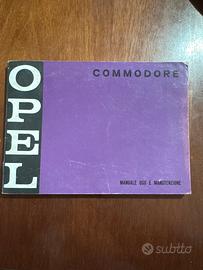 OPEL
COMMODORE
MANUALE USO E MANUTENZIONE
subito